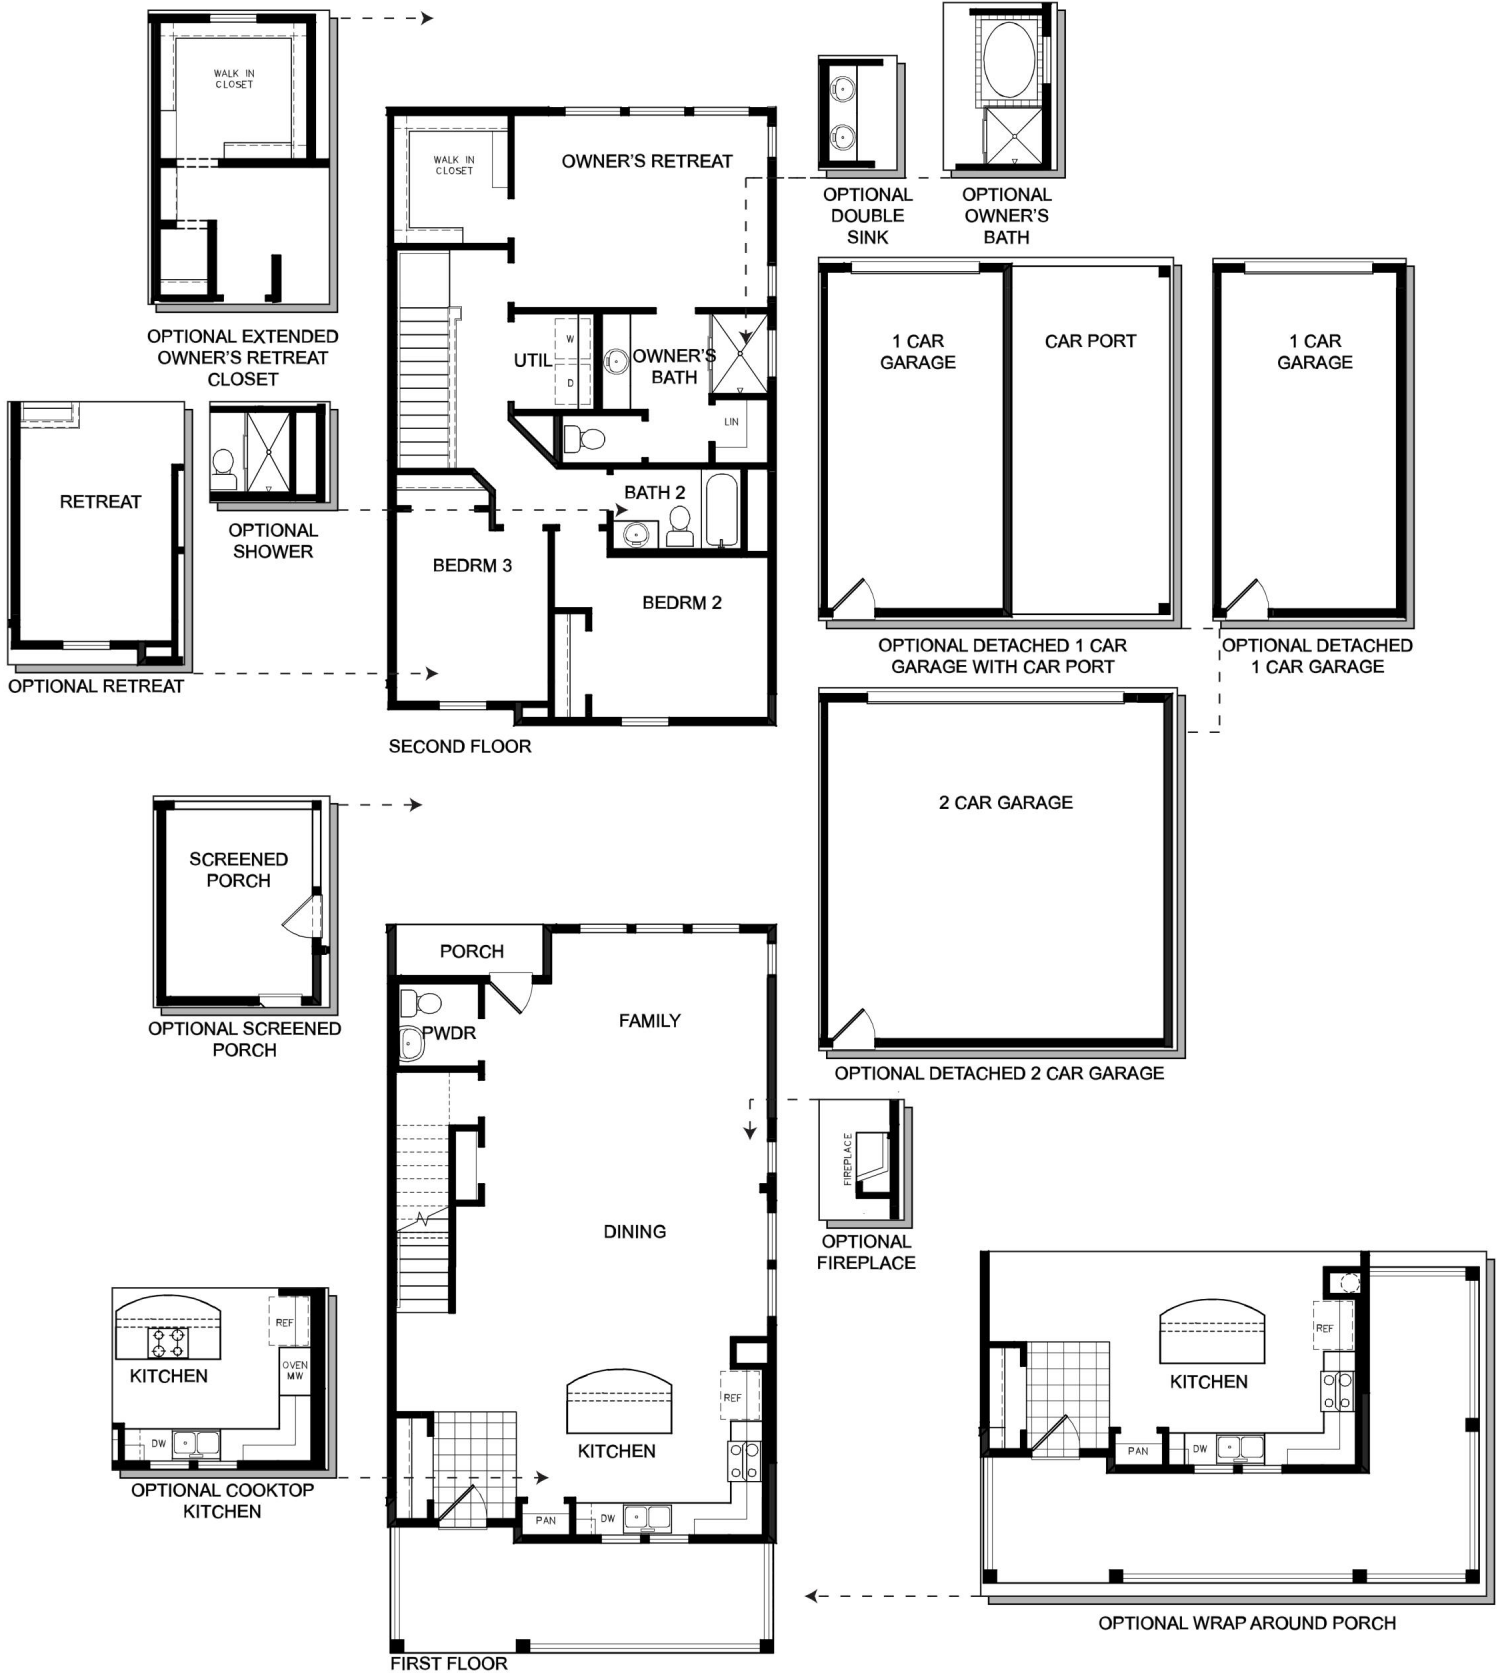 WALK IN
CLOSET
OPTIONAL EXTENDED
OWNER'S RETREAT
CLOSET
WALK IN
CLOSET
OWNER'S RETREAT
UTIL
W
D
OWNER'S
BATH
LIN
BATH 2
BEDRM 3
BEDRM 2
SECOND FLOOR
RETREAT
OPTIONAL RETREAT
OPTIONAL
SHOWER
OPTIONAL
DOUBLE
SINK
OPTIONAL
OWNER'S
BATH
1 CAR
GARAGE
CAR PORT
OPTIONAL DETACHED 1 CAR
GARAGE WITH CAR PORT
1 CAR
GARAGE
OPTIONAL DETACHED
1 CAR GARAGE
2 CAR GARAGE
OPTIONAL DETACHED 2 CAR GARAGE
SCREENED
PORCH
OPTIONAL SCREENED
PORCH
PORCH
PWDR
FAMILY
DINING
REF
KITCHEN
PAN
DW
FIRST FLOOR
FIREPLACE
OPTIONAL
FIREPLACE
REF
OVEN
MW
KITCHEN
DW
OPTIONAL COOKTOP
KITCHEN
REF
KITCHEN
PAN
DW
OPTIONAL WRAP AROUND PORCH